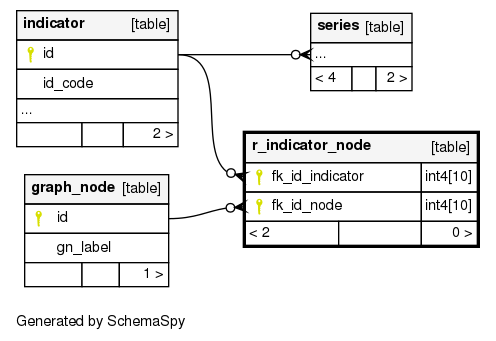 indicator [table]
id
id_code
...
2 >
series [table]
...
< 4 2 >
r_indicator_node [table]
fk_id_indicator int4[10]
fk_id_node int4[10]
< 2 0 >
graph_node [table]
id
gn_label
1 >
Generated by SchemaSpy